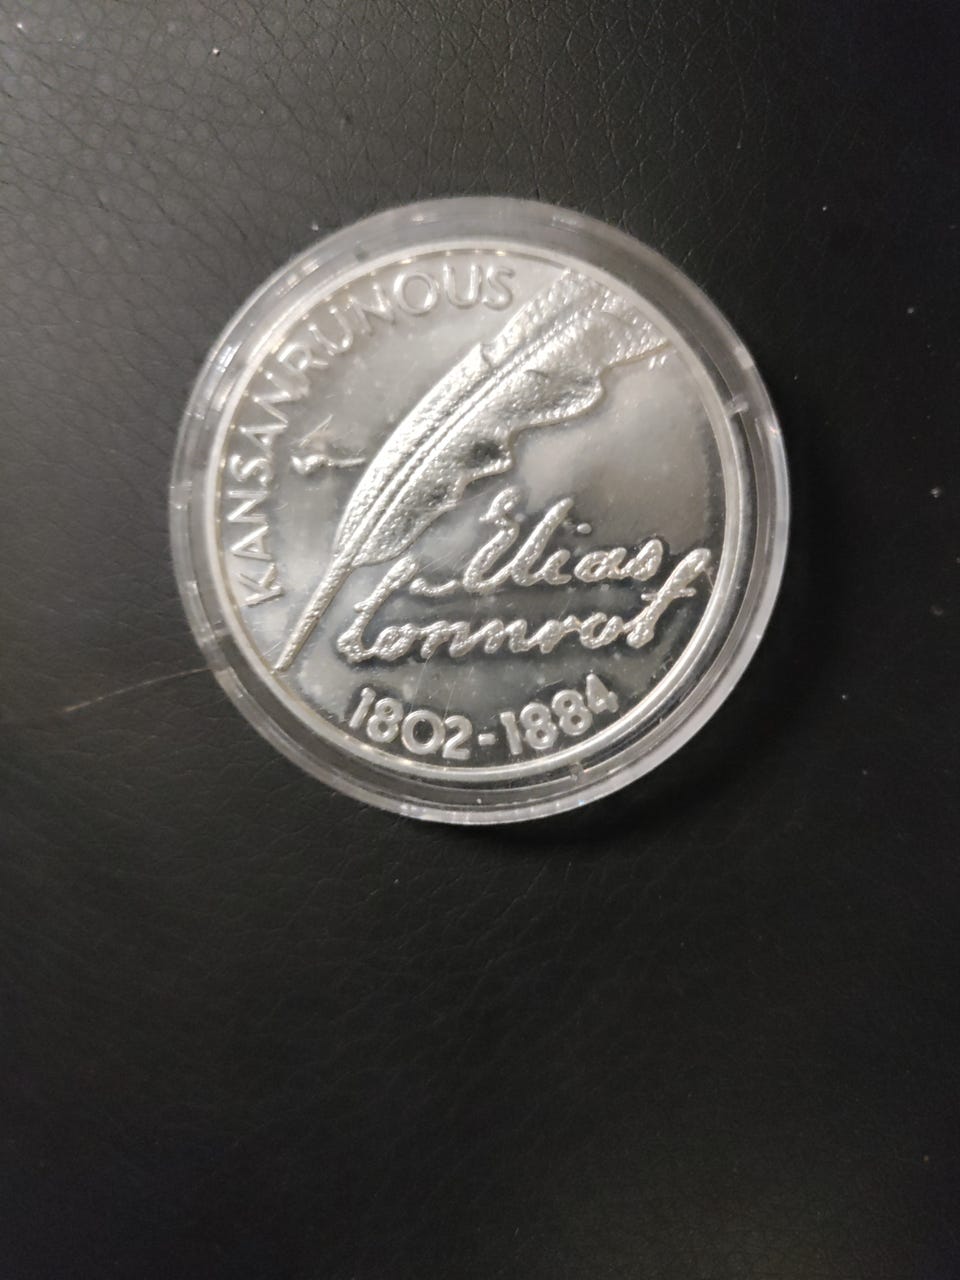 KANSANRUNOUS
Elias
Lönnrot
1802-1884